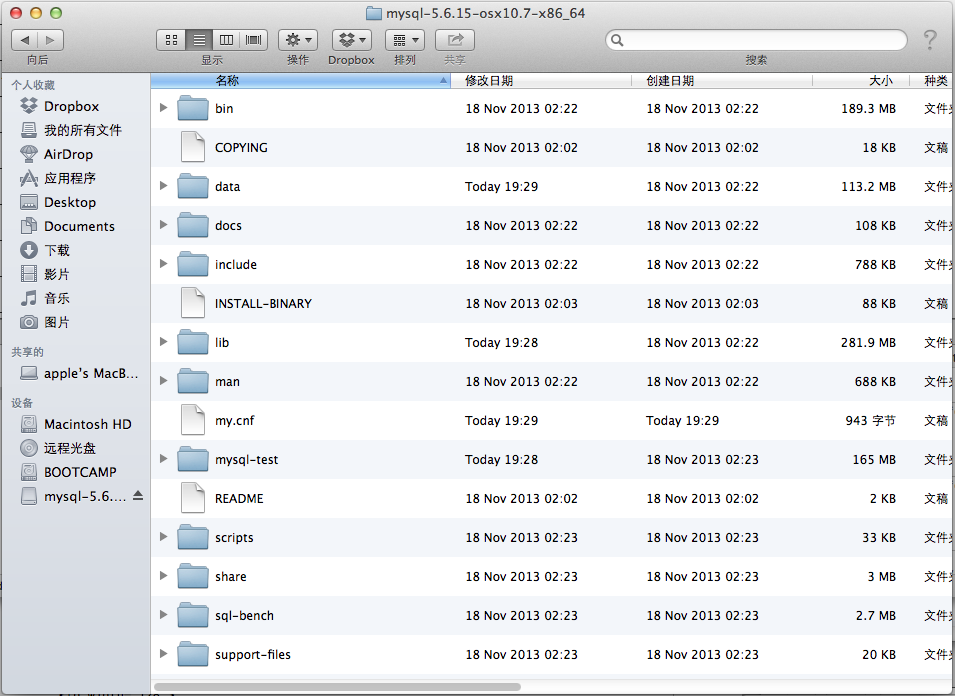 mysql-5.6.15-osx10.7-x86_64
向后
显示
操作
Dropbox
排列
共享
搜索
个人收藏
Dropbox
我的所有文件
AirDrop
应用程序
Desktop
Documents
下载
影片
音乐
图片
共享的
apple's MacB...
设备
Macintosh HD
远程光盘
BOOTCAMP
mysql-5.6....
名称 修改日期 创建日期 大小 种类
bin 18 Nov 2013 02:22 18 Nov 2013 02:22 189.3 MB 文件
COPYING 18 Nov 2013 02:02 18 Nov 2013 02:02 18 KB 文稿
data Today 19:29 18 Nov 2013 02:22 113.2 MB 文件
docs 18 Nov 2013 02:22 18 Nov 2013 02:22 108 KB 文件
include 18 Nov 2013 02:22 18 Nov 2013 02:22 788 KB 文件
INSTALL-BINARY 18 Nov 2013 02:03 18 Nov 2013 02:03 88 KB 文稿
lib Today 19:28 18 Nov 2013 02:22 281.9 MB 文件
man 18 Nov 2013 02:22 18 Nov 2013 02:22 688 KB 文件
my.cnf Today 19:29 Today 19:29 943 字节 文稿
mysql-test Today 19:28 18 Nov 2013 02:23 165 MB 文件
README 18 Nov 2013 02:02 18 Nov 2013 02:02 2 KB 文稿
scripts 18 Nov 2013 02:23 18 Nov 2013 02:23 33 KB 文件
share 18 Nov 2013 02:23 18 Nov 2013 02:23 3 MB 文件
sql-bench 18 Nov 2013 02:23 18 Nov 2013 02:23 2.7 MB 文件
support-files 18 Nov 2013 02:23 18 Nov 2013 02:23 20 KB 文件